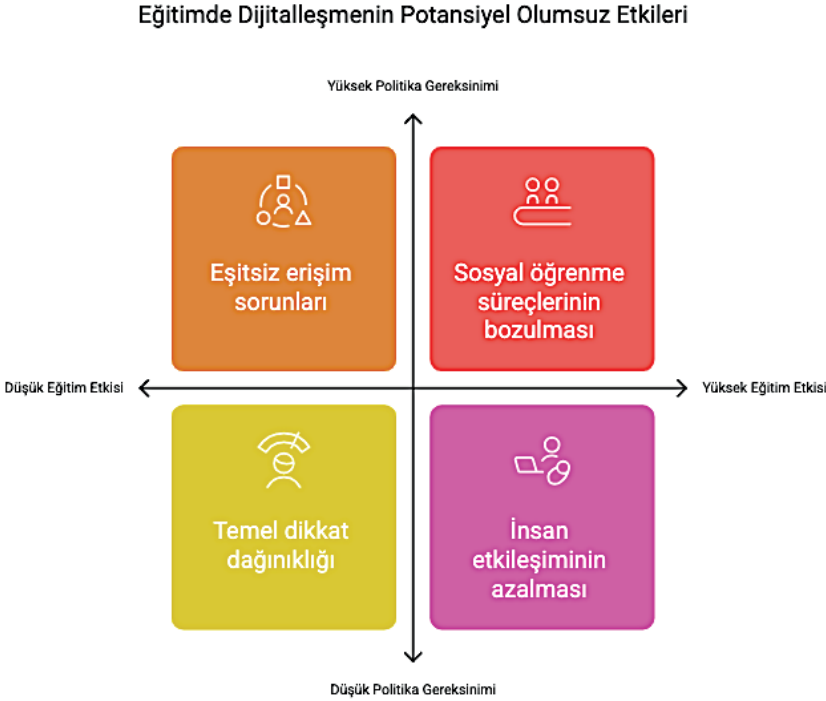 Eğitimde Dijitalleşmenin Potansiyel Olumsuz Etkileri
Yüksek Politika Gereksinimi
Eşitsiz erişim
sorunları
Sosyal öğrenme
süreçlerinin
bozulması
Düşük Eğitim Etkisi
Yüksek Eğitim Etkisi
Temel dikkat
dağınıklığı
İnsan
etkileşiminin
azalması
Düşük Politika Gereksinimi